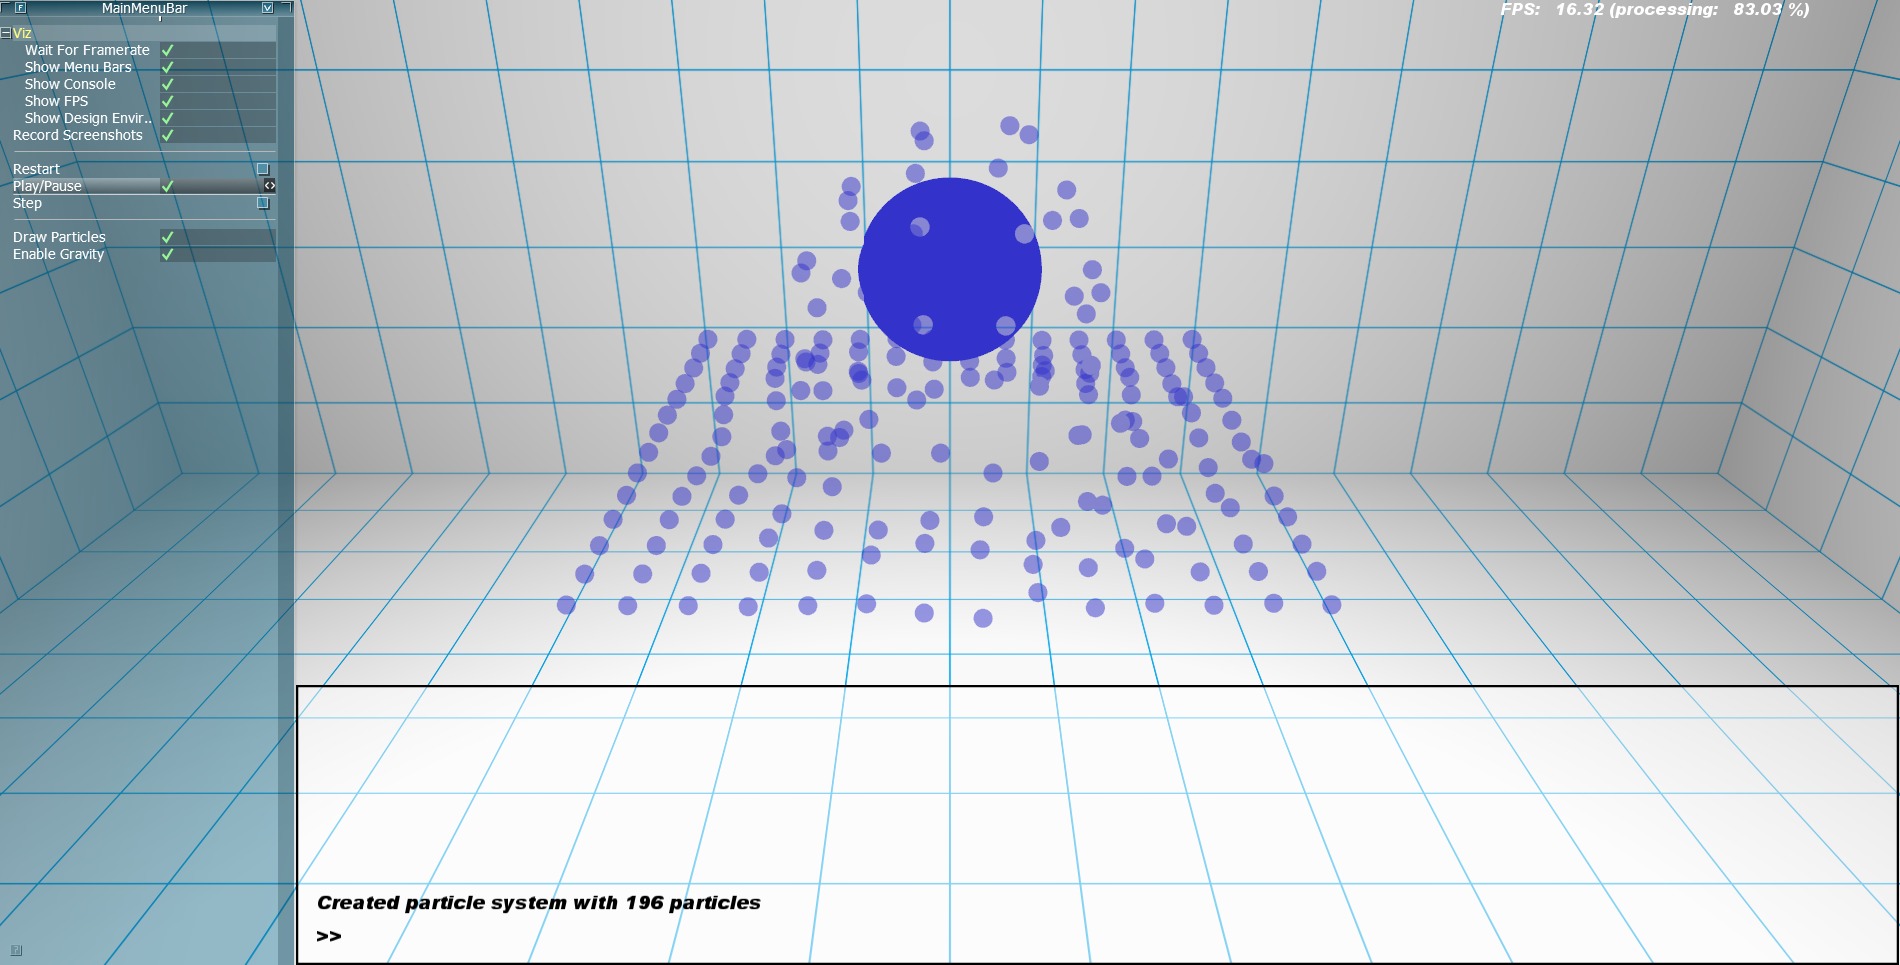 MainMenuBar
FPS: 16.32 (processing: 83.03 %)
Viz
Wait For Framerate
Show Menu Bars
Show Console
Show FPS
Show Design Envir..
Record Screenshots
Restart
Play/Pause
Step
Draw Particles
Enable Gravity
Created particle system with 196 particles
>>